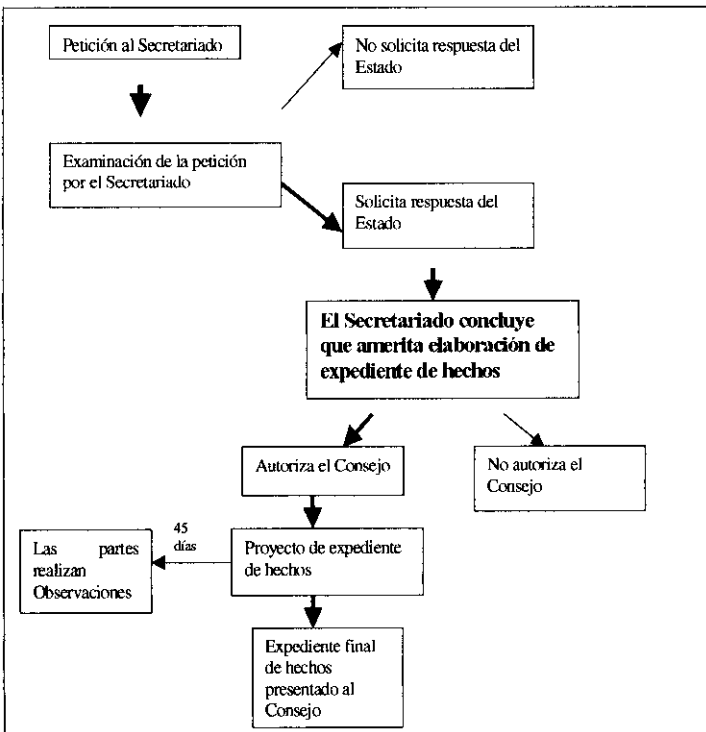 Petición al Secretariado
No solicita respuesta del
Estado
Examinación de la petición
por el Secretariado
Solicita respuesta del
Estado
El Secretariado concluye
que amerita elaboración de
expediente de hechos
Autoriza el Consejo
No autoriza el
Consejo
45
días
Las partes
realizan
Observaciones
Proyecto de expediente
de hechos
Expediente final
de hechos
presentado al
Consejo